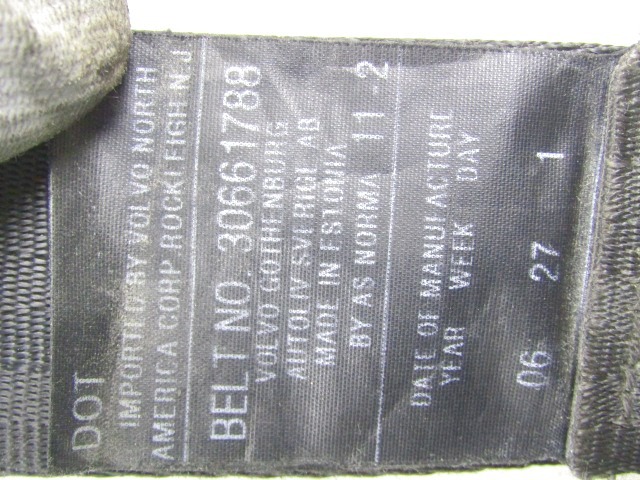 DOT
IMPORTED BY VOLVO NORTH
AMERICA CORP ROCKLEIGH N J
BELT NO. 30661788
VOLVO GOTHENBURG
AUTOLIV SVERIGE AB
MADE IN ESTONIA
BY AS NORMA 11-2
DATE OF MANUFACTURE
YEAR WEEK DAY
06 27 1